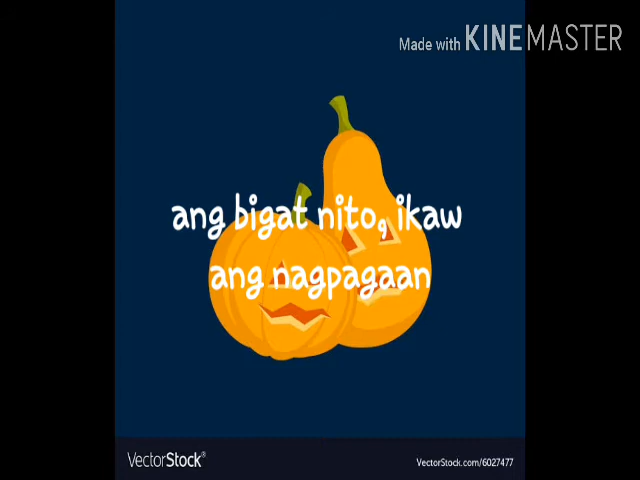 Made with KINEMASTER
ang bigat nito, ikaw
ang nagpagaan
VectorStock®
VectorStock.com/6027477